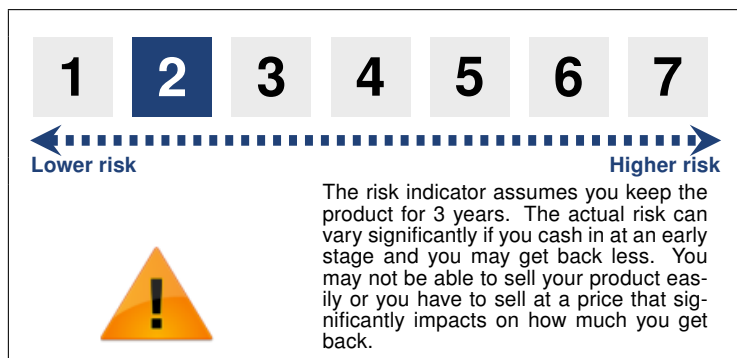 1 2 3 4 5 6 7
Lower risk Higher risk
The risk indicator assumes you keep the
product for 3 years. The actual risk can
vary significantly if you cash in at an early
stage and you may get back less. You
may not be able to sell your product eas-
ily or you have to sell at a price that sig-
nificantly impacts on how much you get
back.
!